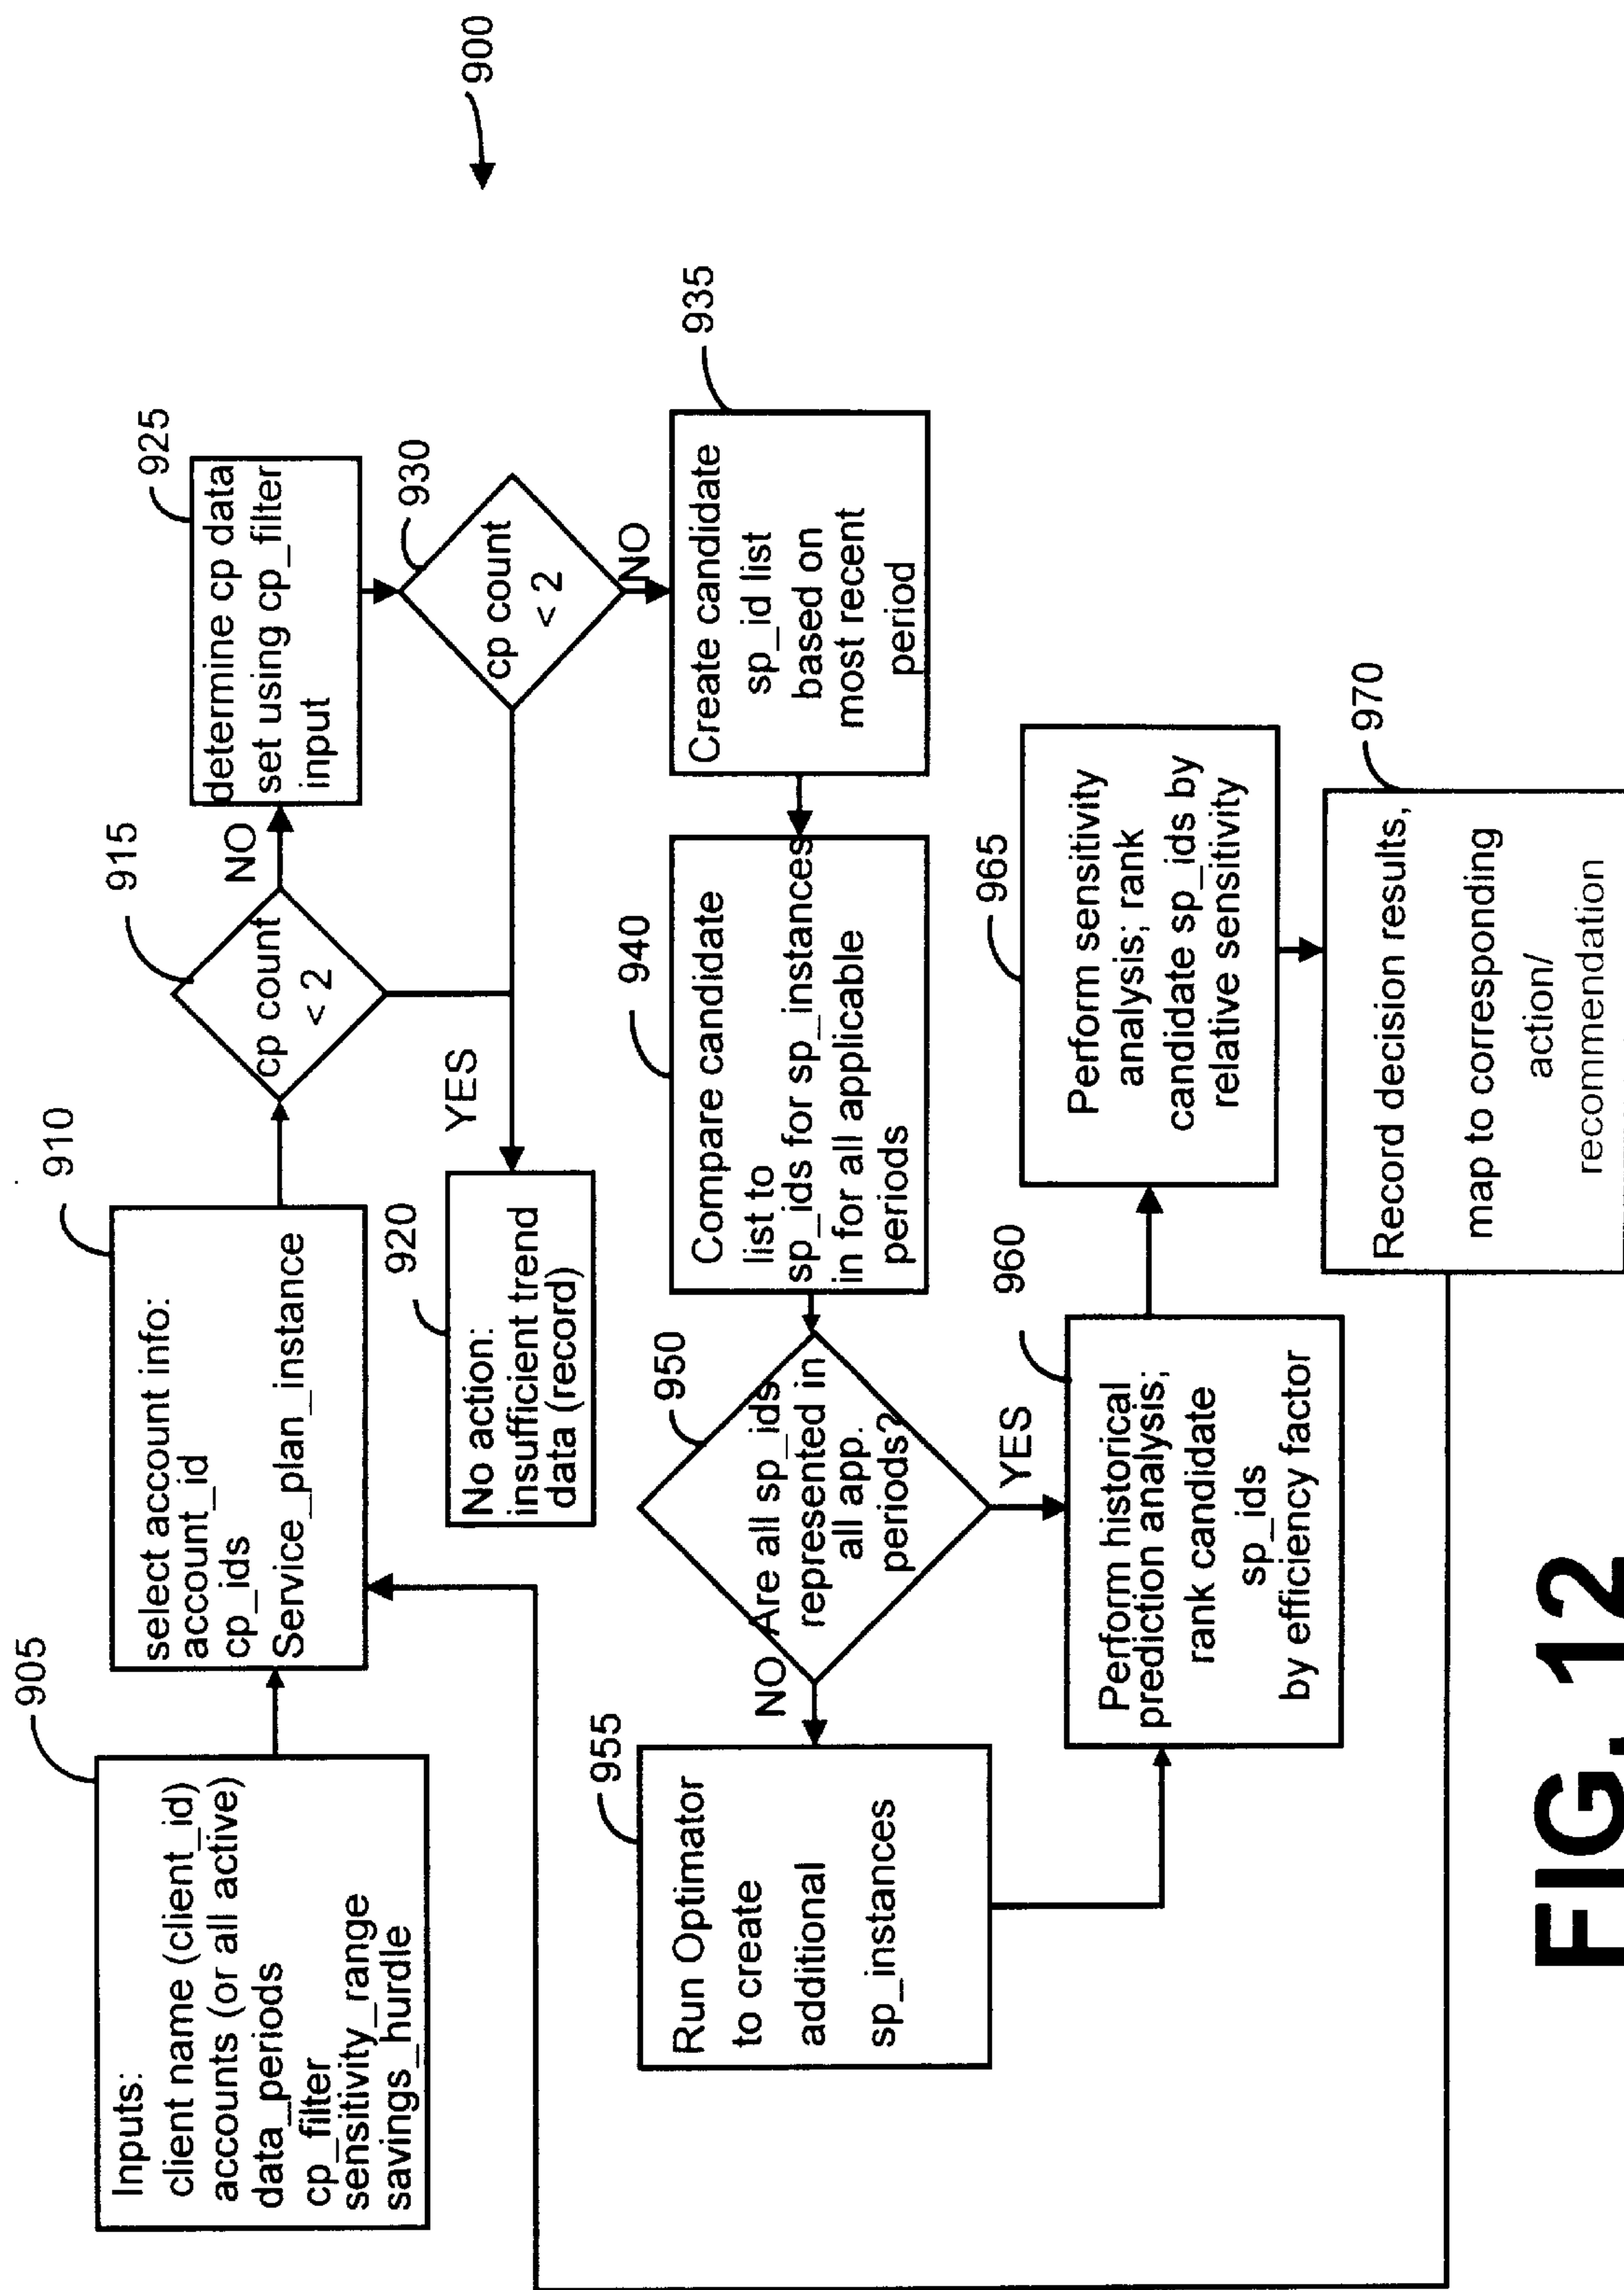 900
905
Inputs:
client name (client_id)
accounts (or all active)
data_periods
cp_filter
sensitivity_range
savings_hurdle
910
select account info:
account_id
cp_ids
Service_plan_instance
915
cp count
< 2
NO
YES
920
No action:
insufficient trend
data (record)
925
determine cp data
set using cp_filter
input
930
cp count
< 2
NO
935
Create candidate
sp_id list
based on
most recent
period
940
Compare candidate
list to
sp_ids for sp_instances
in for all applicable
periods
950
Are all sp_ids
represented in
all app.
periods?
NO
YES
955
Run Optimator
to create
additional
sp_instances
960
Perform historical
prediction analysis;
rank candidate
sp_ids
by efficiency factor
965
Perform sensitivity
analysis; rank
candidate sp_ids by
relative sensitivity
970
Record decision results,
map to corresponding
action/
recommendation
FIG. 12